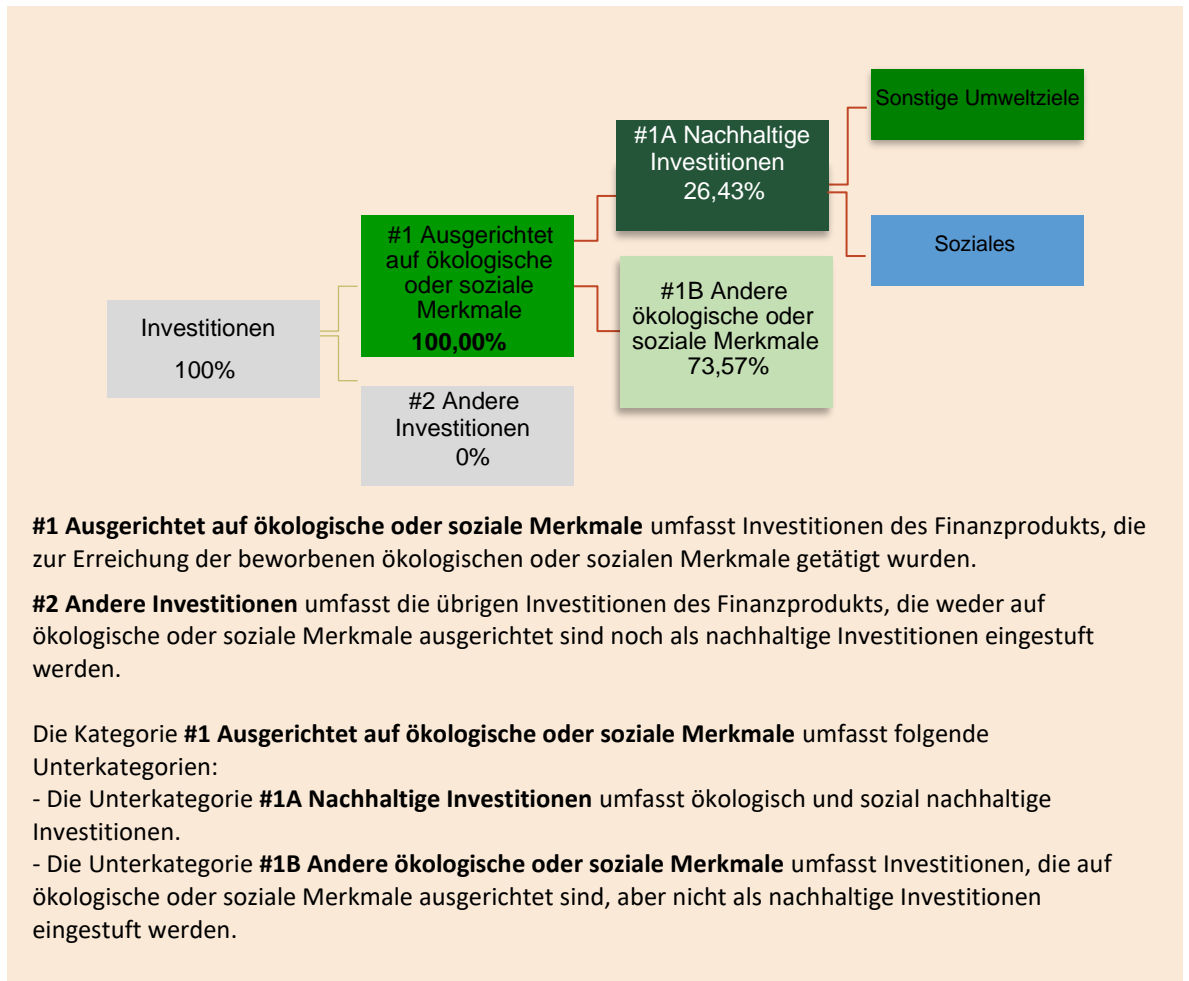 Sonstige Umweltziele
#1A Nachhaltige
Investitionen
26,43%
#1 Ausgerichtet
auf ökologische
oder soziale
Merkmale
100,00%
Soziales
#1B Andere
ökologische oder
soziale Merkmale
73,57%
Investitionen
100%
#2 Andere
Investitionen
0%
#1 Ausgerichtet auf ökologische oder soziale Merkmale umfasst Investitionen des Finanzprodukts, die
zur Erreichung der beworbenen ökologischen oder sozialen Merkmale getätigt wurden.
#2 Andere Investitionen umfasst die übrigen Investitionen des Finanzprodukts, die weder auf
ökologische oder soziale Merkmale ausgerichtet sind noch als nachhaltige Investitionen eingestuft
werden.
Die Kategorie #1 Ausgerichtet auf ökologische oder soziale Merkmale umfasst folgende
Unterkategorien:
- Die Unterkategorie #1A Nachhaltige Investitionen umfasst ökologisch und sozial nachhaltige
Investitionen.
- Die Unterkategorie #1B Andere ökologische oder soziale Merkmale umfasst Investitionen, die auf
ökologische oder soziale Merkmale ausgerichtet sind, aber nicht als nachhaltige Investitionen
eingestuft werden.